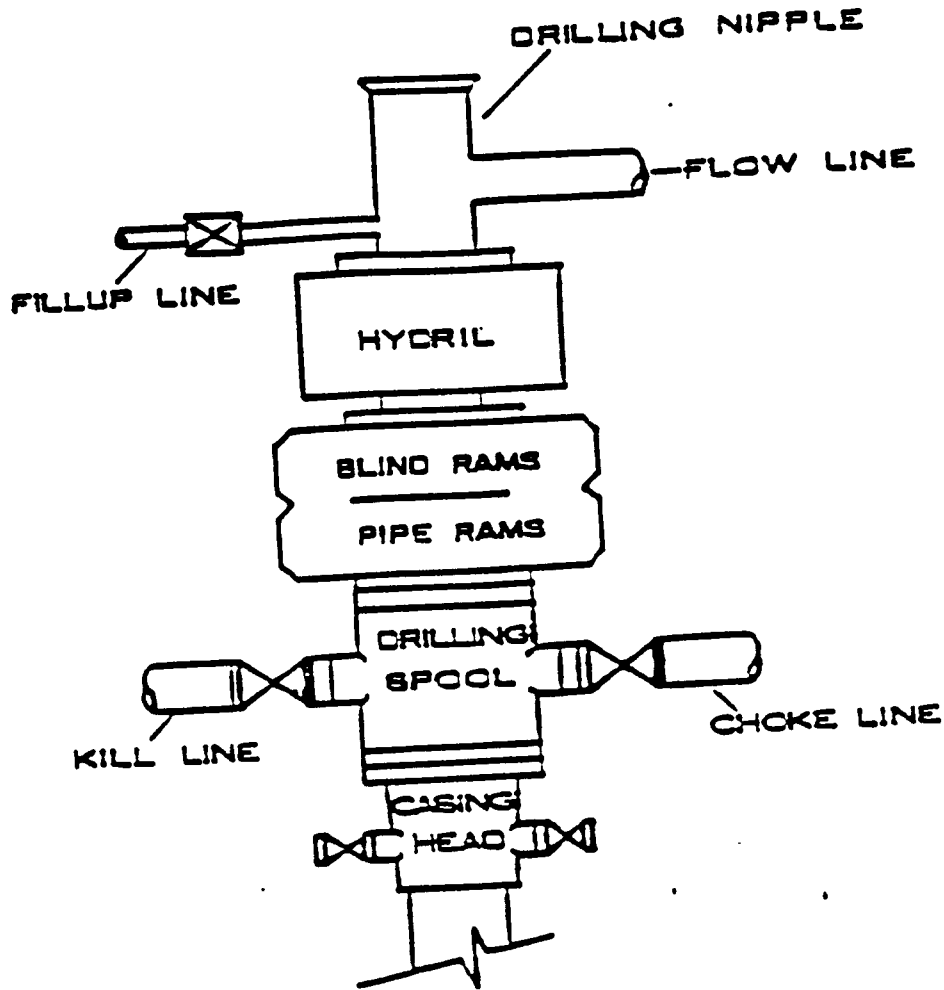 DRILLING NIPPLE
FLOW LINE
FILLUP LINE
HYDRIL
BLIND RAMS
PIPE RAMS
DRILLING
SPOOL
KILL LINE
CHOKE LINE
CASING
HEAD